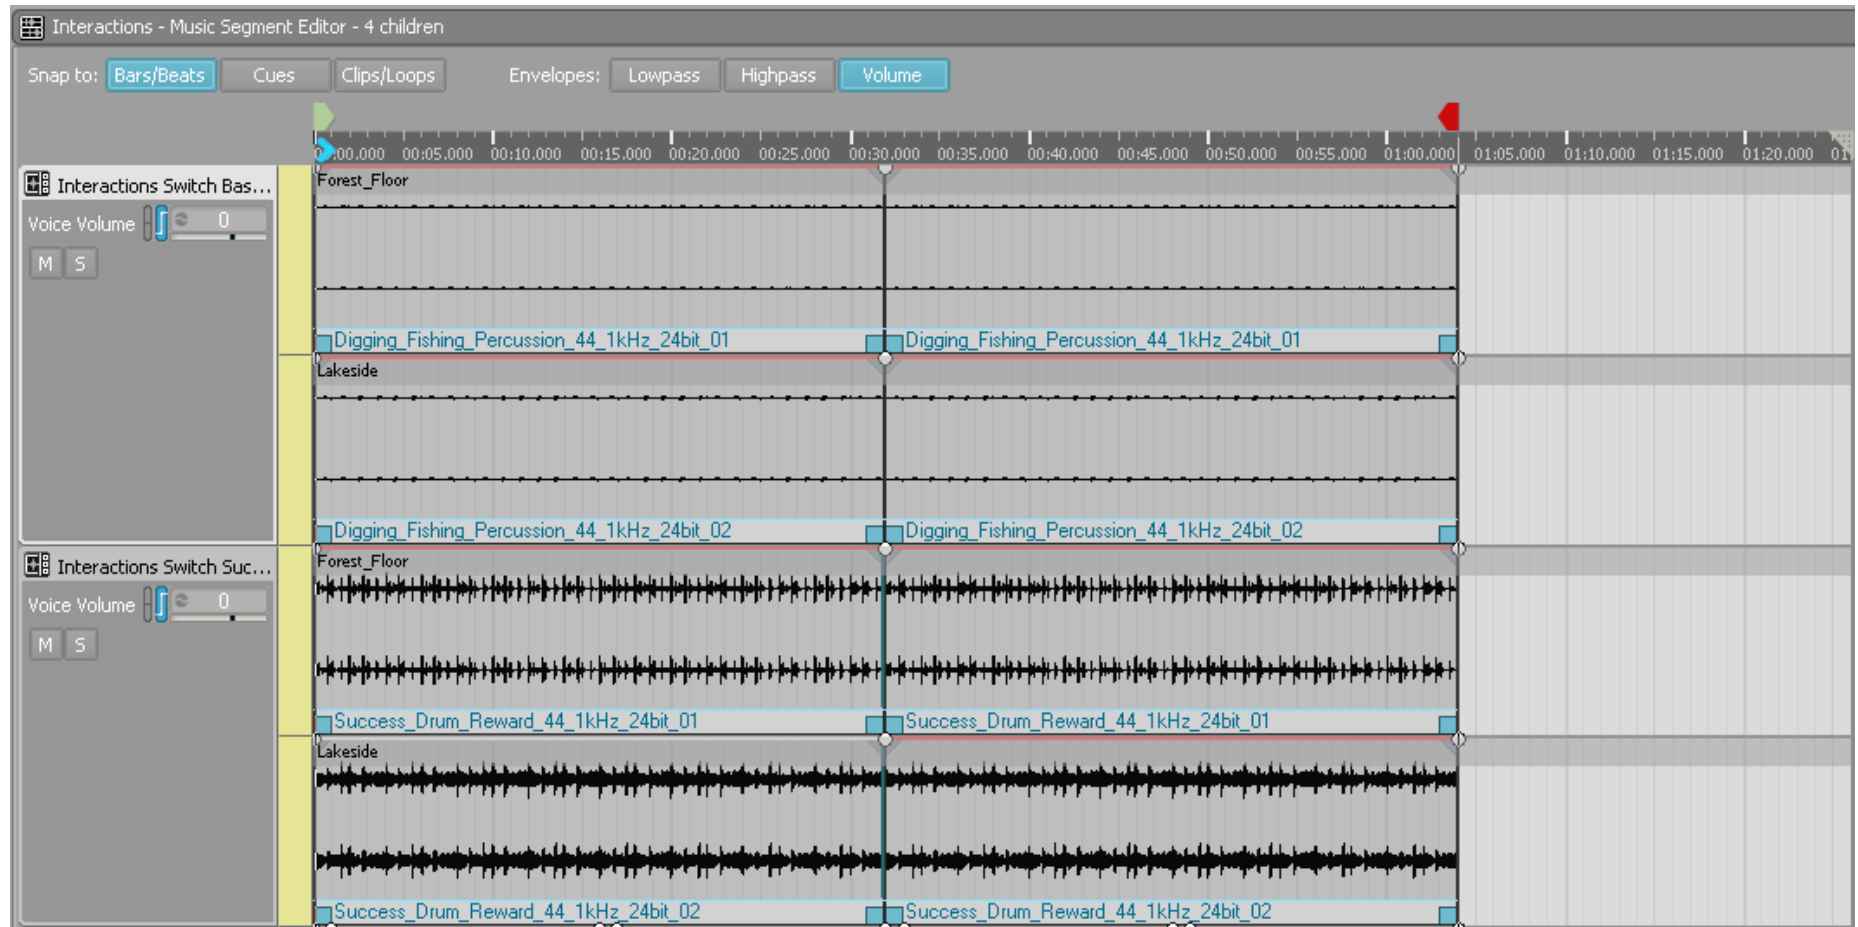 Interactions - Music Segment Editor - 4 children
Snap to: Bars/Beats Cues Clips/Loops Envelopes: Lowpass Highpass Volume
:00.000 00:05.000 00:10.000 00:15.000 00:20.000 00:25.000 00:30.000 00:35.000 00:40.000 00:45.000 00:50.000 00:55.000 01:00.000 01:05.000 01:10.000 01:15.000 01:20.000 01
Interactions Switch Bas...
Forest_Floor
Voice Volume 0
M S
Digging_Fishing_Percussion_44_1kHz_24bit_01 Digging_Fishing_Percussion_44_1kHz_24bit_01
Lakeside
Digging_Fishing_Percussion_44_1kHz_24bit_02 Digging_Fishing_Percussion_44_1kHz_24bit_02
Interactions Switch Suc...
Forest_Floor
Voice Volume 0
M S
Success_Drum_Reward_44_1kHz_24bit_01 Success_Drum_Reward_44_1kHz_24bit_01
Lakeside
Success_Drum_Reward_44_1kHz_24bit_02 Success_Drum_Reward_44_1kHz_24bit_02